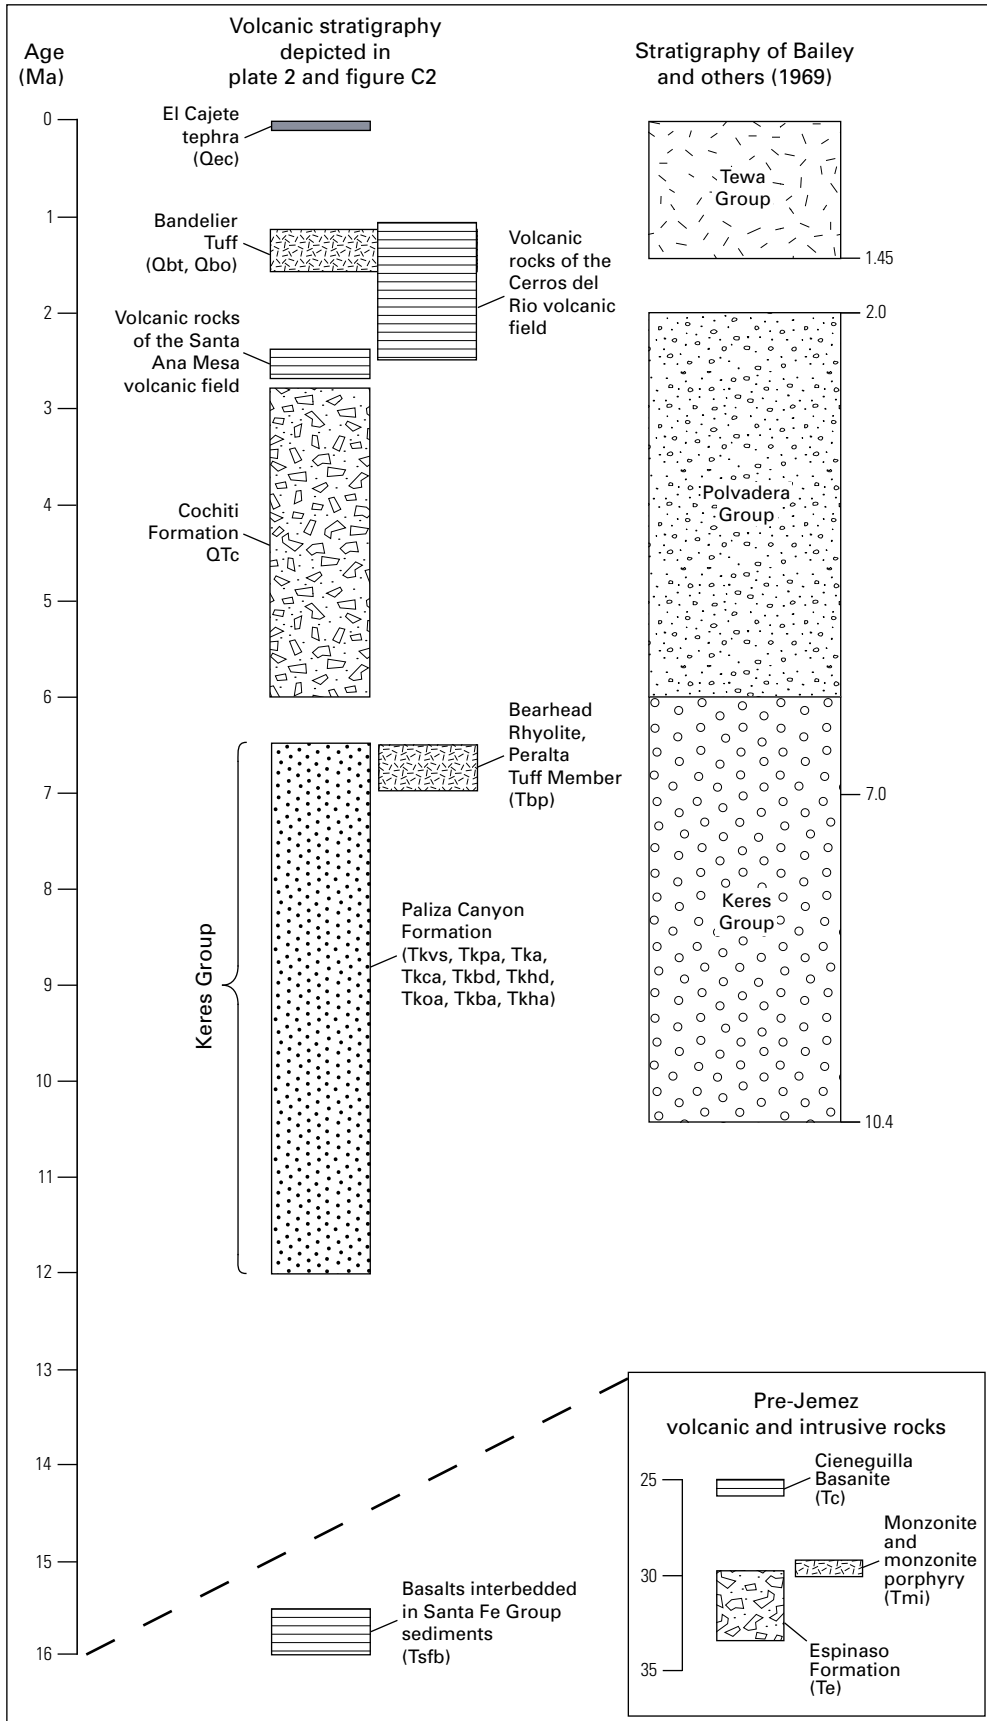 Age
(Ma)
Volcanic stratigraphy
depicted in
plate 2 and figure C2
Stratigraphy of Bailey
and others (1969)
0
1
2
3
4
5
6
7
8
9
10
11
12
13
14
15
16
El Cajete
tephra
(Qec)
Bandelier
Tuff
(Qbt, Qbo)
Volcanic
rocks of the
Cerros del
Rio volcanic
field
Volcanic rocks
of the Santa
Ana Mesa
volcanic field
Cochiti
Formation
QTc
Bearhead
Rhyolite,
Peralta
Tuff Member
(Tbp)
Keres Group
Paliza Canyon
Formation
(Tkvs, Tkpa, Tka,
Tkca, Tkbd, Tkhd,
Tkoa, Tkba, Tkha)
Basalts interbedded
in Santa Fe Group
sediments
(Tsfb)
Tewa
Group
1.45
2.0
Polvadera
Group
7.0
Keres
Group
10.4
Pre-Jemez
volcanic and intrusive rocks
25
30
35
Cieneguilla
Basanite
(Tc)
Monzonite
and
monzonite
porphyry
(Tmi)
Espinaso
Formation
(Te)